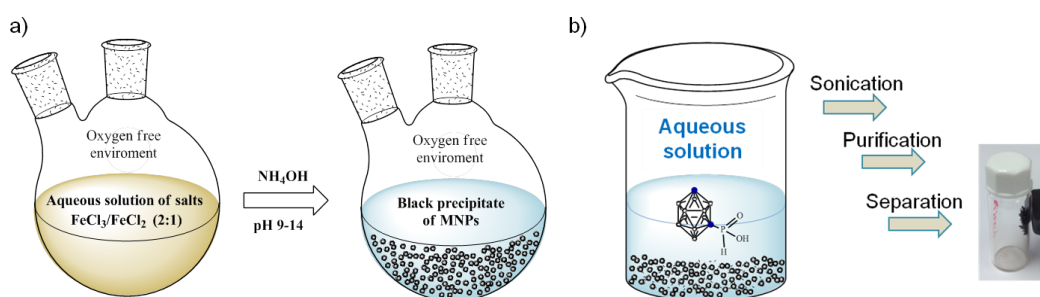 a)
Oxygen free
enviroment
Aqueous solution of salts
FeCl3/FeCl2 (2:1)
NH4OH
pH 9-14
Oxygen free
enviroment
Black precipitate
of MNPs
b)
Aqueous
solution
P
O
OH
H
Sonication
Purification
Separation